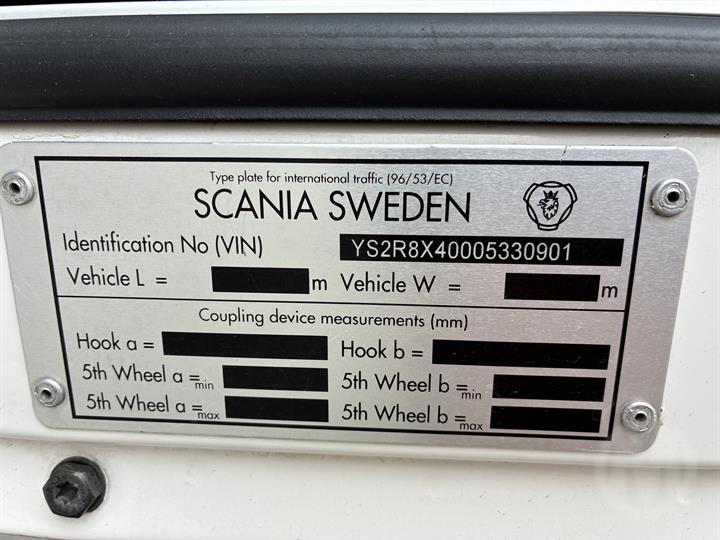 Type plate for international traffic (96/53/EC)
SCANIA SWEDEN
Identification No (VIN) YS2R8X40005330901
Vehicle L = m Vehicle W = m
Coupling device measurements (mm)
Hook a = Hook b =
5th Wheel a =min 5th Wheel b =min
5th Wheel a =max 5th Wheel b =max